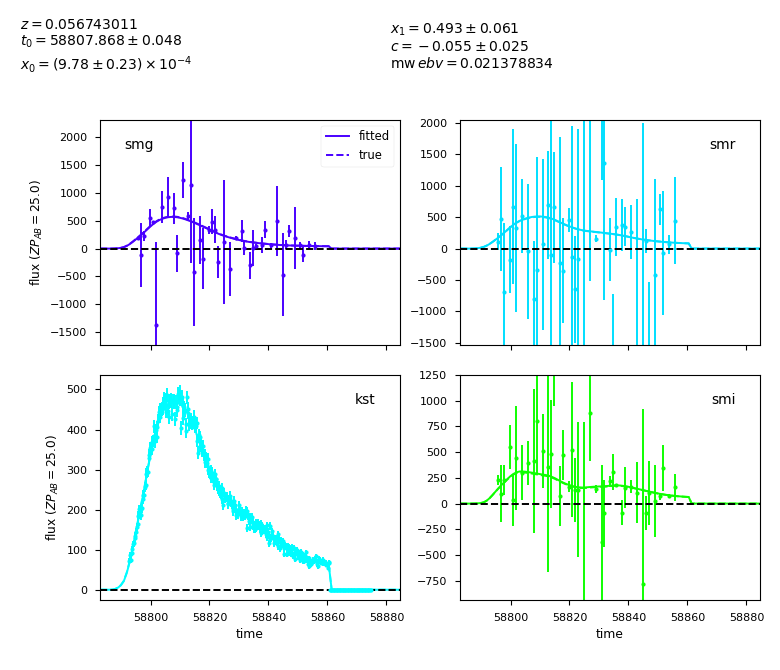 z = 0.056743011
t₀ = 58807.868 ± 0.048
x₀ = (9.78 ± 0.23) × 10⁻⁴
x₁ = 0.493 ± 0.061
c = −0.055 ± 0.025
mw ebv = 0.021378834
smg
fitted
true
2000
1500
1000
500
0
−500
−1000
−1500
flux (ZP_AB = 25.0)
smr
2000
1500
1000
500
0
−500
−1000
−1500
kst
500
400
300
200
100
0
flux (ZP_AB = 25.0)
58800 58820 58840 58860 58880
time
smi
1250
1000
750
500
250
0
−250
−500
−750
58800 58820 58840 58860 58880
time